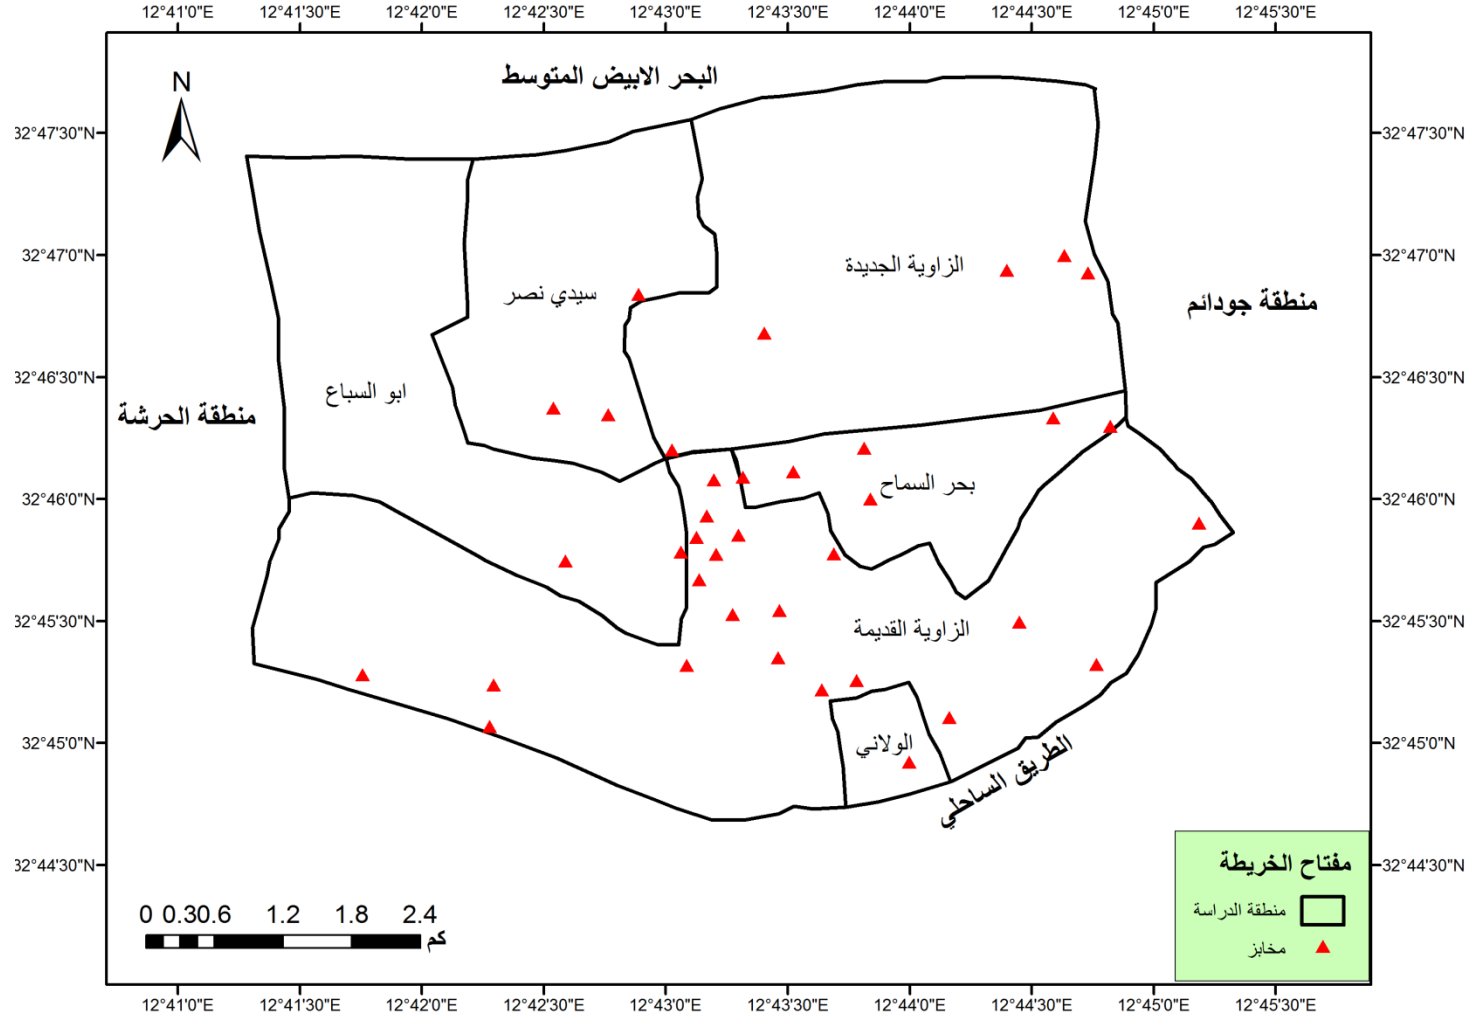 12°41'0"E 12°41'30"E 12°42'0"E 12°42'30"E 12°43'0"E 12°43'30"E 12°44'0"E 12°44'30"E 12°45'0"E 12°45'30"E
البحر الابيض المتوسط
N
32°47'30"N 32°47'30"N
32°47'0"N 32°47'0"N
الزاوية الجديدة
سيدي نصر
منطقة جودائم
32°46'30"N 32°46'30"N
ابو السباع
منطقة الحرشة
بحر السماح
32°46'0"N 32°46'0"N
32°45'30"N 32°45'30"N
الزاوية القديمة
32°45'0"N 32°45'0"N
الولاني
الطريق الساحلي
32°44'30"N 32°44'30"N
مفتاح الخريطة
منطقة الدراسة
مخابز
0 0.30.6 1.2 1.8 2.4
كم
12°41'0"E 12°41'30"E 12°42'0"E 12°42'30"E 12°43'0"E 12°43'30"E 12°44'0"E 12°44'30"E 12°45'0"E 12°45'30"E